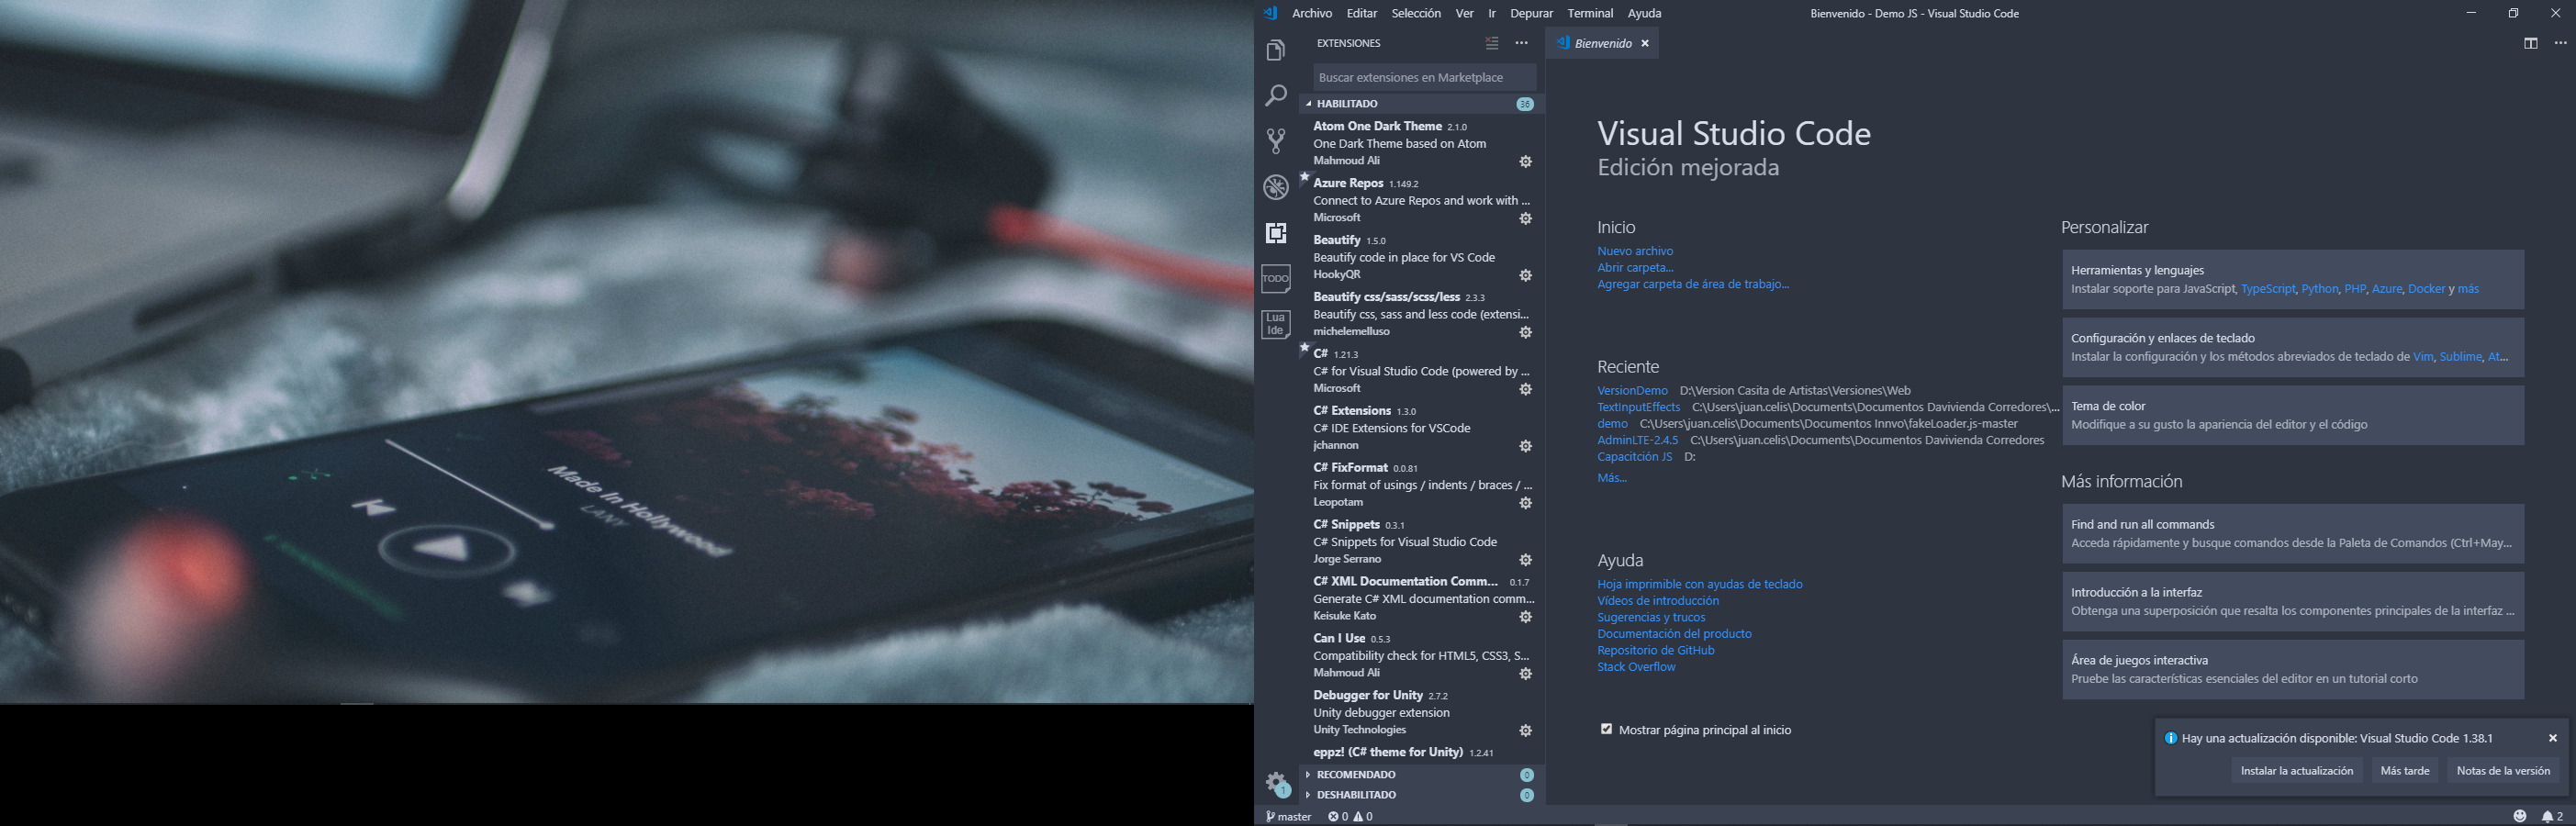 Made In Hollywood
LANY
Archivo Editar Selección Ver Ir Depurar Terminal Ayuda
Bienvenido - Demo JS - Visual Studio Code
EXTENSIONES
Bienvenido
Buscar extensiones en Marketplace
HABILITADO 36
Atom One Dark Theme 2.1.0
One Dark Theme based on Atom
Mahmoud Ali
Azure Repos 1.149.2
Connect to Azure Repos and work with ...
Microsoft
Beautify 1.5.0
Beautify code in place for VS Code
HookyQR
Beautify css/sass/scss/less 2.3.3
Beautify css, sass and less code (extensi...
michelemelluso
C# 1.21.3
C# for Visual Studio Code (powered by ...
Microsoft
C# Extensions 1.3.0
C# IDE Extensions for VSCode
jchannon
C# FixFormat 0.0.81
Fix format of usings / indents / braces / ...
Leopotam
C# Snippets 0.3.1
C# Snippets for Visual Studio Code
Jorge Serrano
C# XML Documentation Comm... 0.1.7
Generate C# XML documentation comm...
Keisuke Kato
Can I Use 0.5.3
Compatibility check for HTML5, CSS3, S...
Mahmoud Ali
Debugger for Unity 2.7.2
Unity debugger extension
Unity Technologies
eppz! (C# theme for Unity) 1.2.41
RECOMENDADO 0
DESHABILITADO 0
TODO
Lua
Ide
1
master 0 0
Visual Studio Code
Edición mejorada
Inicio
Nuevo archivo
Abrir carpeta...
Agregar carpeta de área de trabajo...
Reciente
VersionDemo D:\Version Casita de Artistas\Versiones\Web
TextInputEffects C:\Users\juan.celis\Documents\Documentos Davivienda Corredores\...
demo C:\Users\juan.celis\Documents\Documentos Innvo\fakeLoader.js-master
AdminLTE-2.4.5 C:\Users\juan.celis\Documents\Documentos Davivienda Corredores
Capacitción JS D:
Más...
Ayuda
Hoja imprimible con ayudas de teclado
Vídeos de introducción
Sugerencias y trucos
Documentación del producto
Repositorio de GitHub
Stack Overflow
Mostrar página principal al inicio
Personalizar
Herramientas y lenguajes
Instalar soporte para JavaScript, TypeScript, Python, PHP, Azure, Docker y más
Configuración y enlaces de teclado
Instalar la configuración y los métodos abreviados de teclado de Vim, Sublime, At...
Tema de color
Modifique a su gusto la apariencia del editor y el código
Más información
Find and run all commands
Acceda rápidamente y busque comandos desde la Paleta de Comandos (Ctrl+May...
Introducción a la interfaz
Obtenga una superposición que resalta los componentes principales de la interfaz ...
Área de juegos interactiva
Pruebe las características esenciales del editor en un tutorial corto
Hay una actualización disponible: Visual Studio Code 1.38.1
Instalar la actualización Más tarde Notas de la versión
2